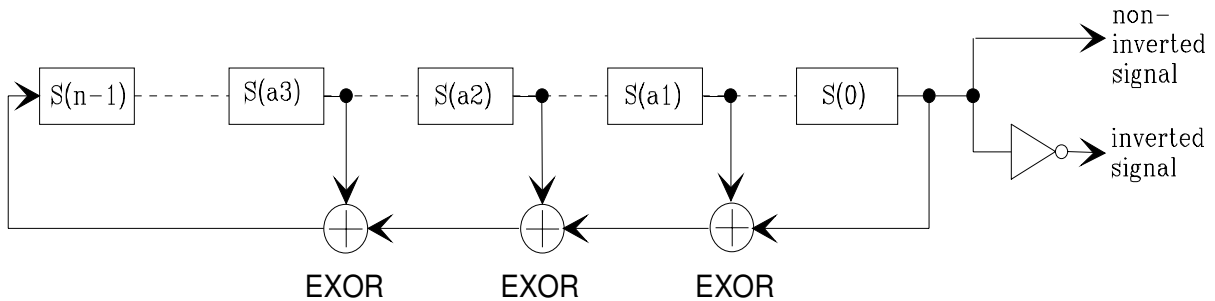 non-
inverted
signal
S(n-1)
S(a3)
S(a2)
S(a1)
S(0)
inverted
signal
EXOR
EXOR
EXOR